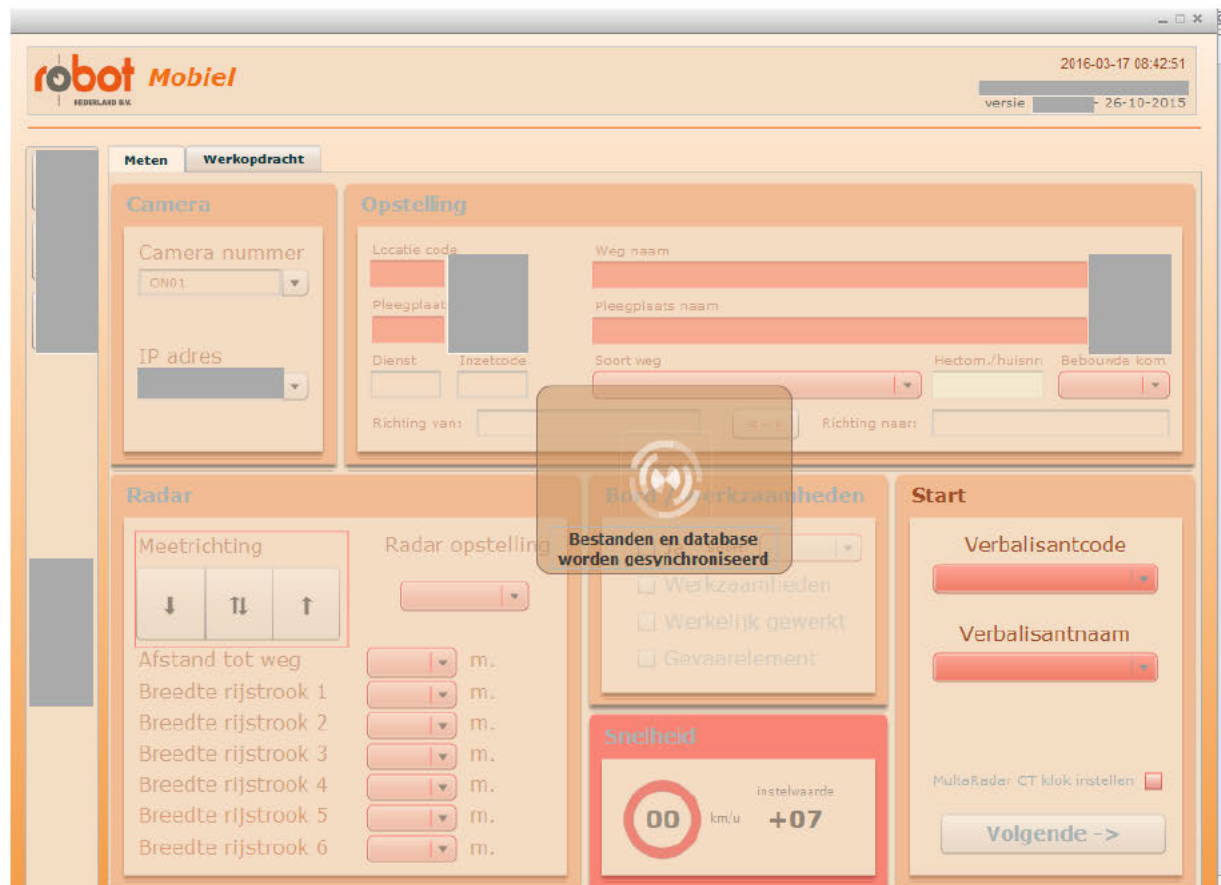 robot Mobiel
NEDERLAND B.V.
2016-03-17 08:42:51
versie - 26-10-2015
Meten Werkopdracht
Camera
Camera nummer
ON01
IP adres
Opstelling
Locatie code
Weg naam
Pleegplaat
Pleegplaats naam
Dienst Inzetcode Soort weg Hectom./huisnr. Bebouwde kom
Richting van: <--> Richting naar:
Radar
Meetrichting
Radar opstelling
Afstand tot weg m.
Breedte rijstrook 1 m.
Breedte rijstrook 2 m.
Breedte rijstrook 3 m.
Breedte rijstrook 4 m.
Breedte rijstrook 5 m.
Breedte rijstrook 6 m.
Bord / Werkzaamheden
Bestanden en database
worden gesynchroniseerd
Werkzaamheden
Werkelijk gewerkt
Gevaarelement
Snelheid
instelwaarde
00 km/u +07
Start
Verbalisantcode
Verbalisantnaam
MultaRadar CT klok instellen
Volgende ->